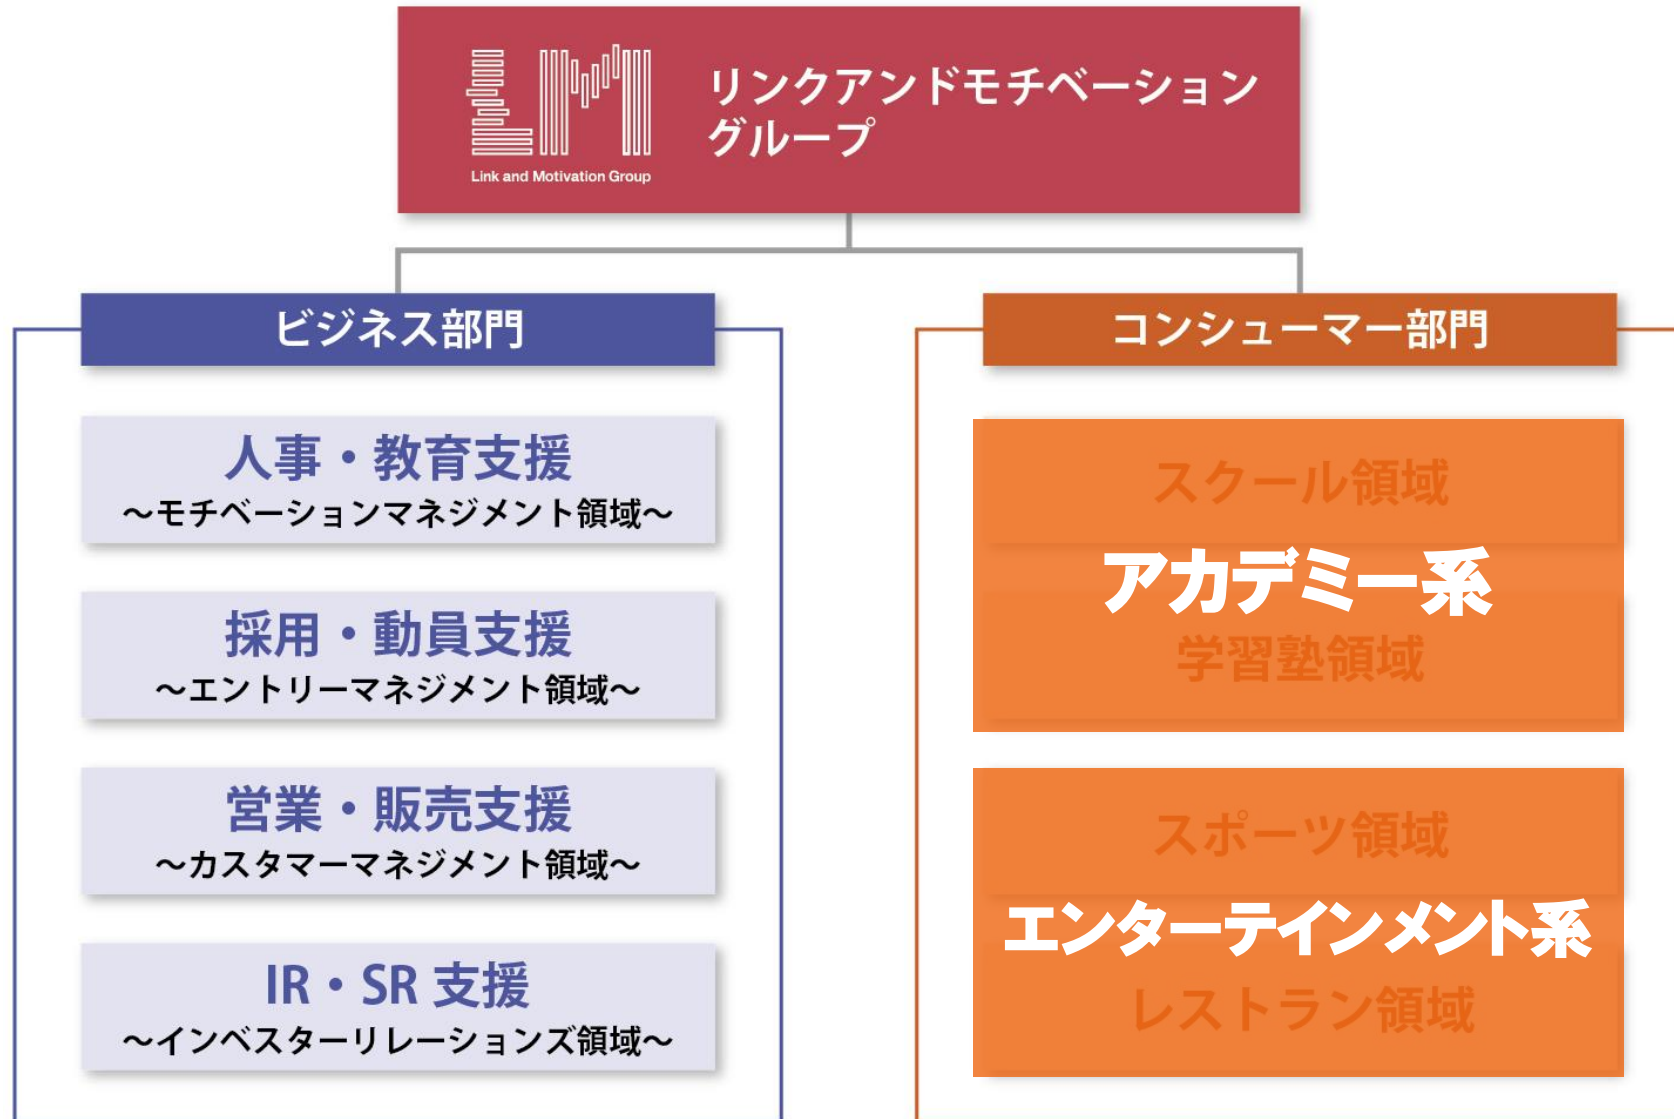 LM
Link and Motivation Group
リンクアンドモチベーション
グループ
ビジネス部門
人事・教育支援
～モチベーションマネジメント領域～
採用・動員支援
～エントリーマネジメント領域～
営業・販売支援
～カスタマーマネジメント領域～
IR・SR 支援
～インベスターリレーションズ領域～
コンシューマー部門
スクール領域
アカデミー系
学習塾領域
スポーツ領域
エンターテインメント系
レストラン領域